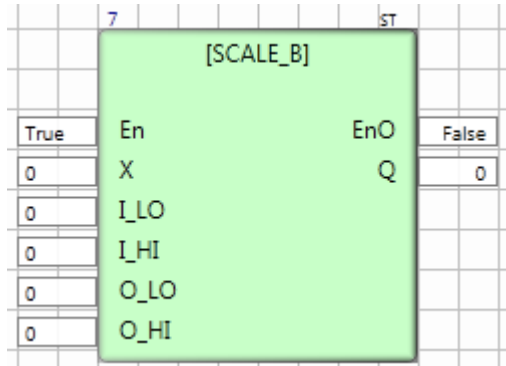 7 ST
[SCALE_B]
True En EnO False
0 X Q 0
0 I_LO
0 I_HI
0 O_LO
0 O_HI